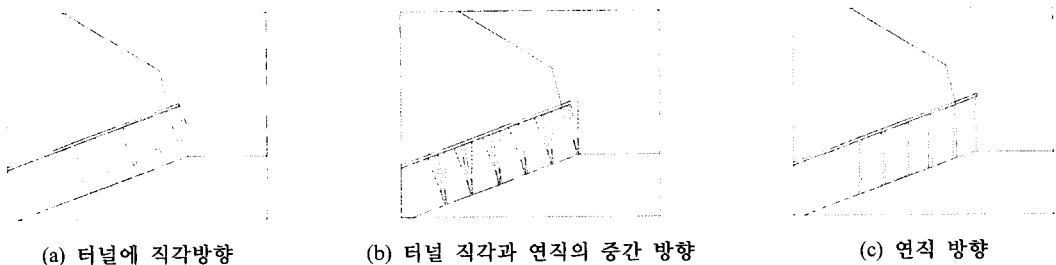 (a) 터널에 직각방향
(b) 터널 직각과 연직의 중간 방향
(c) 연직 방향